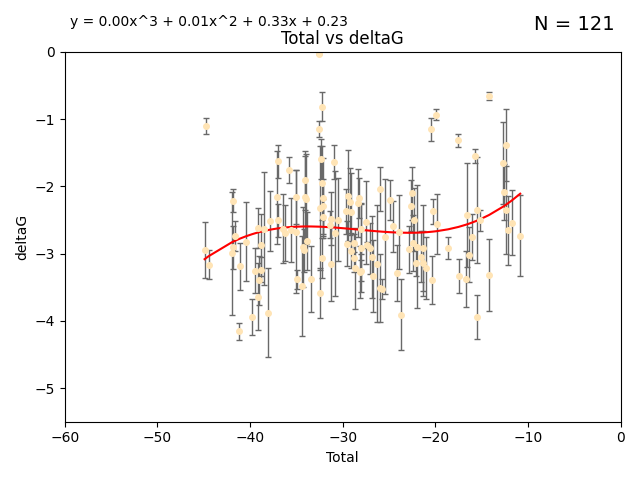 y = 0.00x^3 + 0.01x^2 + 0.33x + 0.23
N = 121
Total vs deltaG
0
−1
−2
−3
−4
−5
deltaG
−60 −50 −40 −30 −20 −10 0
Total